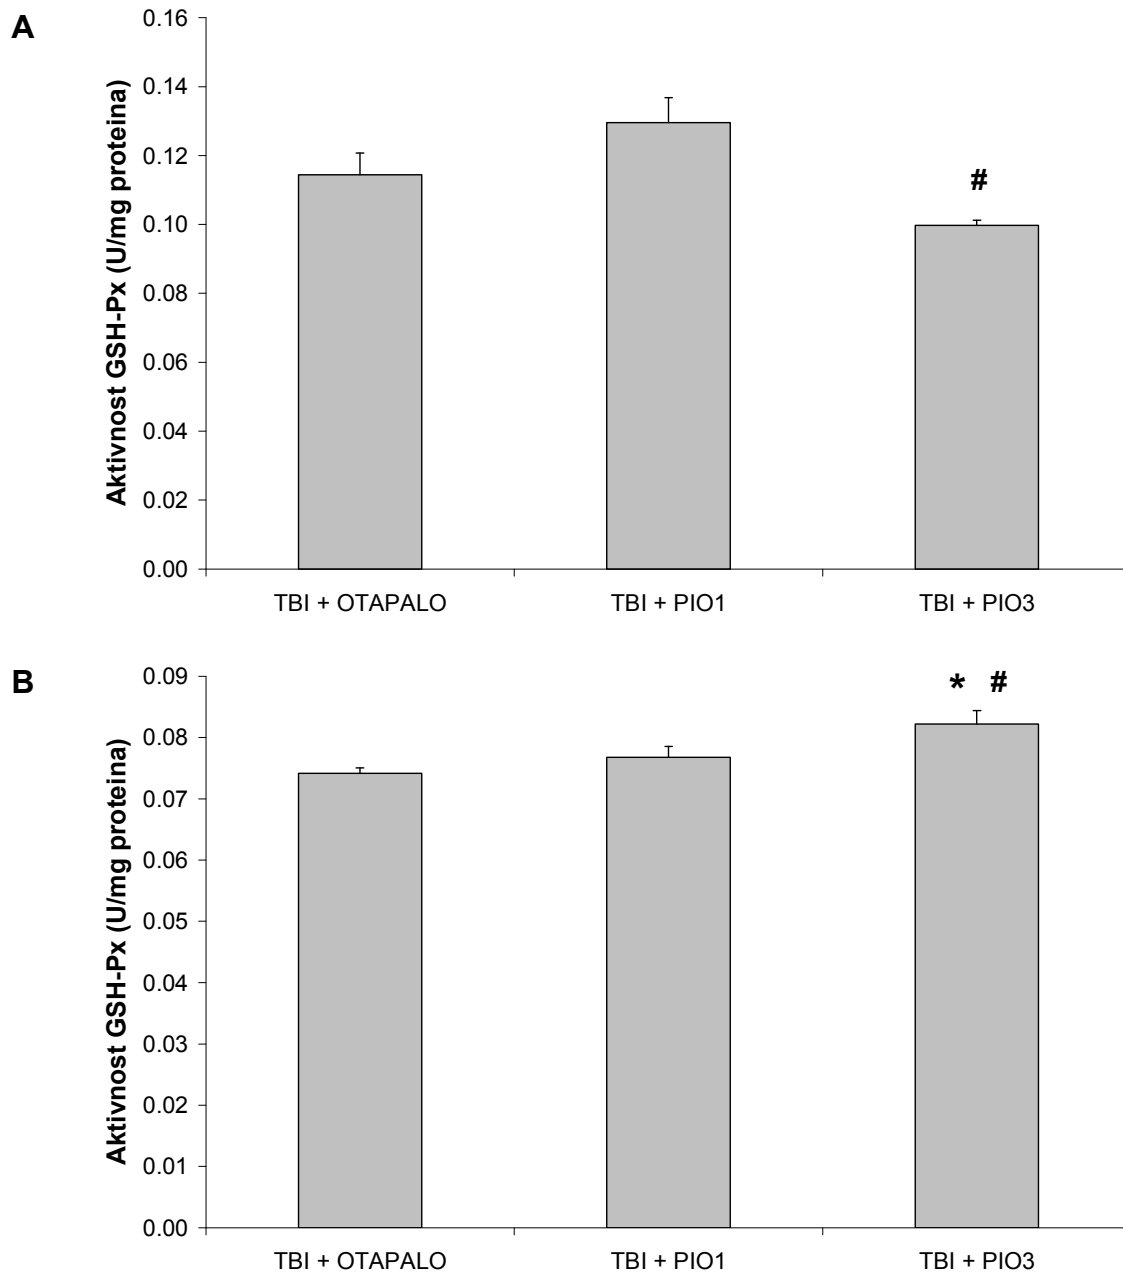 A
Aktivnost GSH-Px (U/mg proteina)
0.16
0.14
0.12
0.10
0.08
0.06
0.04
0.02
0.00
#
TBI + OTAPALO
TBI + PIO1
TBI + PIO3
B
Aktivnost GSH-Px (U/mg proteina)
0.09
0.08
0.07
0.06
0.05
0.04
0.03
0.02
0.01
0.00
* #
TBI + OTAPALO
TBI + PIO1
TBI + PIO3